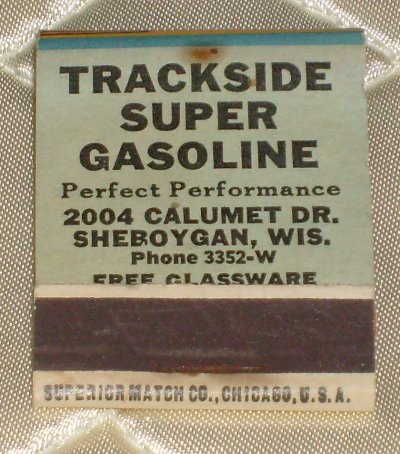 TRACKSIDE
SUPER
GASOLINE
Perfect Performance
2004 CALUMET DR.
SHEBOYGAN, WIS.
Phone 3352-W
FREE GLASSWARE
SUPERIOR MATCH CO., CHICAGO, U.S.A.